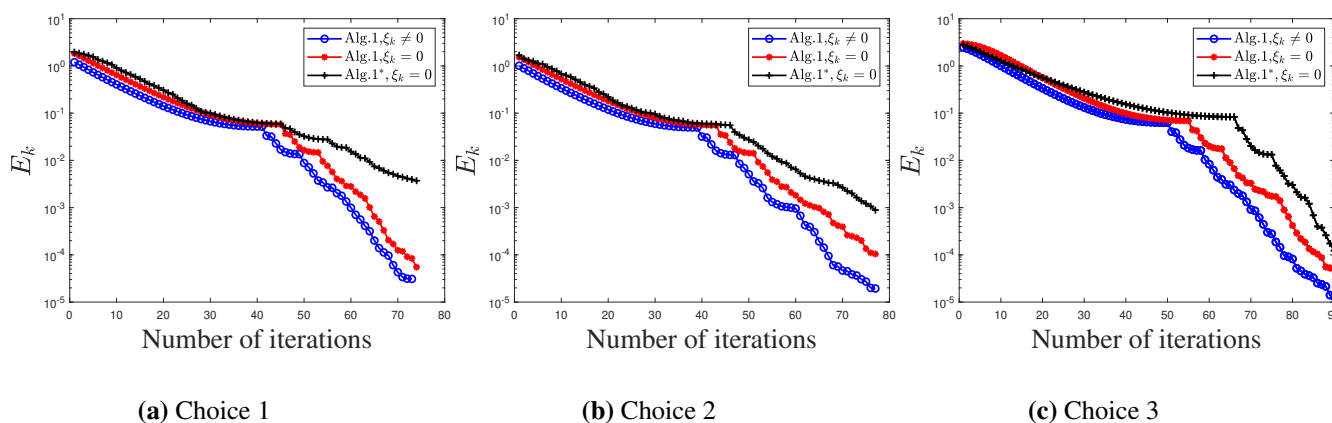 10^1
10^0
10^-1
10^-2
10^-3
10^-4
10^-5
E_k
0 10 20 30 40 50 60 70 80
Number of iterations
Alg.1,ξ_k ≠ 0
Alg.1,ξ_k = 0
Alg.1*, ξ_k = 0
(a) Choice 1
10^1
10^0
10^-1
10^-2
10^-3
10^-4
10^-5
E_k
0 10 20 30 40 50 60 70 80
Number of iterations
Alg.1,ξ_k ≠ 0
Alg.1,ξ_k = 0
Alg.1*, ξ_k = 0
(b) Choice 2
10^1
10^0
10^-1
10^-2
10^-3
10^-4
10^-5
E_k
0 10 20 30 40 50 60 70 80 9
Number of iterations
Alg.1,ξ_k ≠ 0
Alg.1,ξ_k = 0
Alg.1*, ξ_k = 0
(c) Choice 3